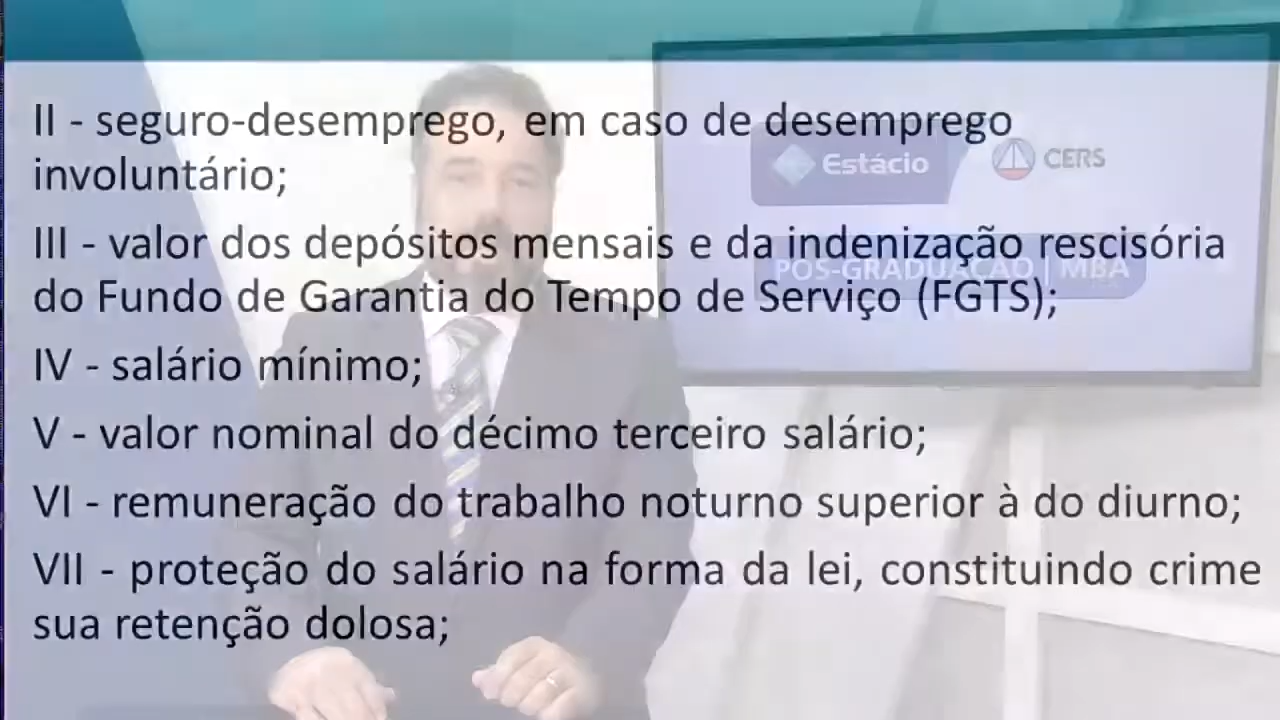 II - seguro-desemprego, em caso de desemprego
involuntário;
III - valor dos depósitos mensais e da indenização rescisória
do Fundo de Garantia do Tempo de Serviço (FGTS);
IV - salário mínimo;
V - valor nominal do décimo terceiro salário;
VI - remuneração do trabalho noturno superior à do diurno;
VII - proteção do salário na forma da lei, constituindo crime
sua retenção dolosa;
Estácio
CERS
PÓS-GRADUAÇÃO | MBA